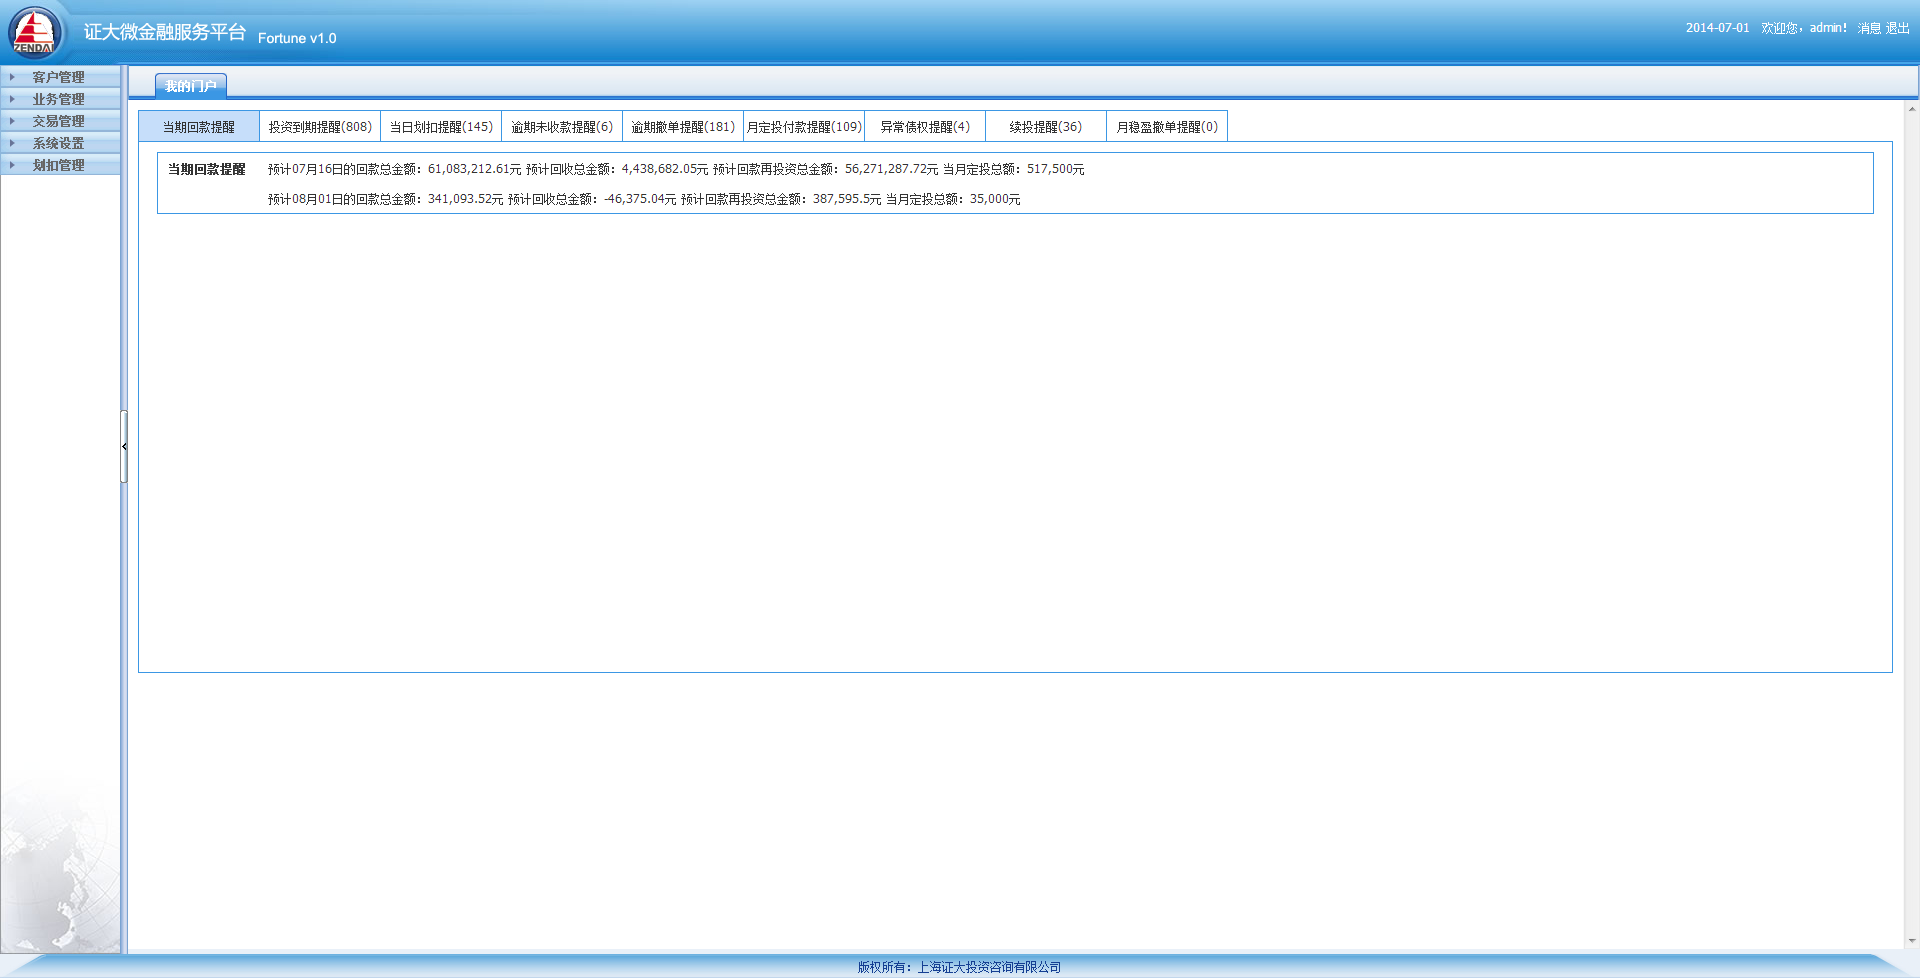 ZENDAI
证大微金融服务平台 Fortune v1.0
2014-07-01 欢迎您，admin! 消息 退出
客户管理
业务管理
交易管理
系统设置
划扣管理
我的门户
当期回款提醒 投资到期提醒(808) 当日划扣提醒(145) 逾期未收款提醒(6) 逾期撤单提醒(181) 月定投付款提醒(109) 异常债权提醒(4) 续投提醒(36) 月稳盈撤单提醒(0)
当期回款提醒 预计07月16日的回款总金额：61,083,212.61元 预计回收总金额：4,438,682.05元 预计回款再投资总金额：56,271,287.72元 当月定投总额：517,500元
预计08月01日的回款总金额：341,093.52元 预计回收总金额：-46,375.04元 预计回款再投资总金额：387,595.5元 当月定投总额：35,000元
版权所有：上海证大投资咨询有限公司